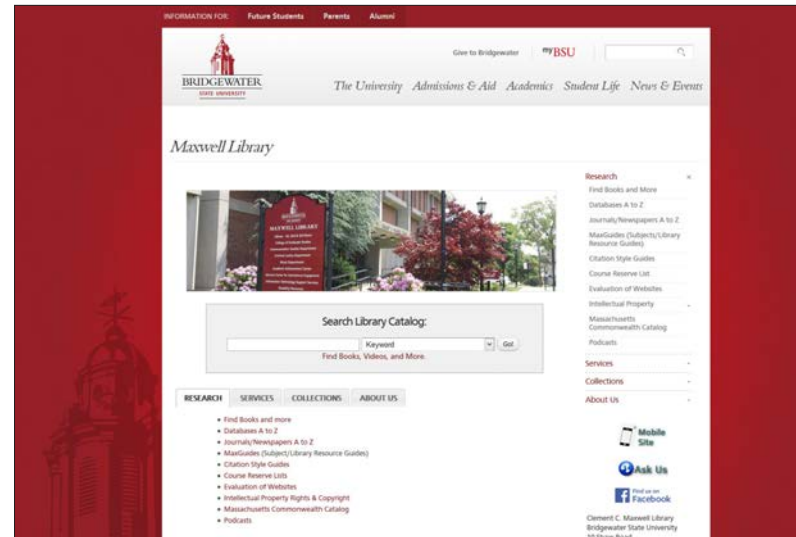 INFORMATION FOR: Future Students Parents Alumni
Give to Bridgewater myBSU
BRIDGEWATER
STATE UNIVERSITY
The University Admissions & Aid Academics Student Life News & Events
Maxwell Library
MAXWELL LIBRARY
Search Library Catalog:
Keyword Go!
Find Books, Videos, and More.
RESEARCH SERVICES COLLECTIONS ABOUT US
Find Books and more
Databases A to Z
Journals/Newspapers A to Z
MaxGuides (Subject/Library Resource Guides)
Citation Style Guides
Course Reserve Lists
Evaluation of Websites
Intellectual Property Rights & Copyright
Massachusetts Commonwealth Catalog
Podcasts
Research
Find Books and More
Databases A to Z
Journals/Newspapers A to Z
MaxGuides (Subjects/Library
Resource Guides)
Citation Style Guides
Course Reserve List
Evaluation of Websites
Intellectual Property
Massachusetts
Commonwealth Catalog
Podcasts
Services
Collections
About Us
Mobile
Site
Ask Us
Find us on
Facebook
Clement C. Maxwell Library
Bridgewater State University